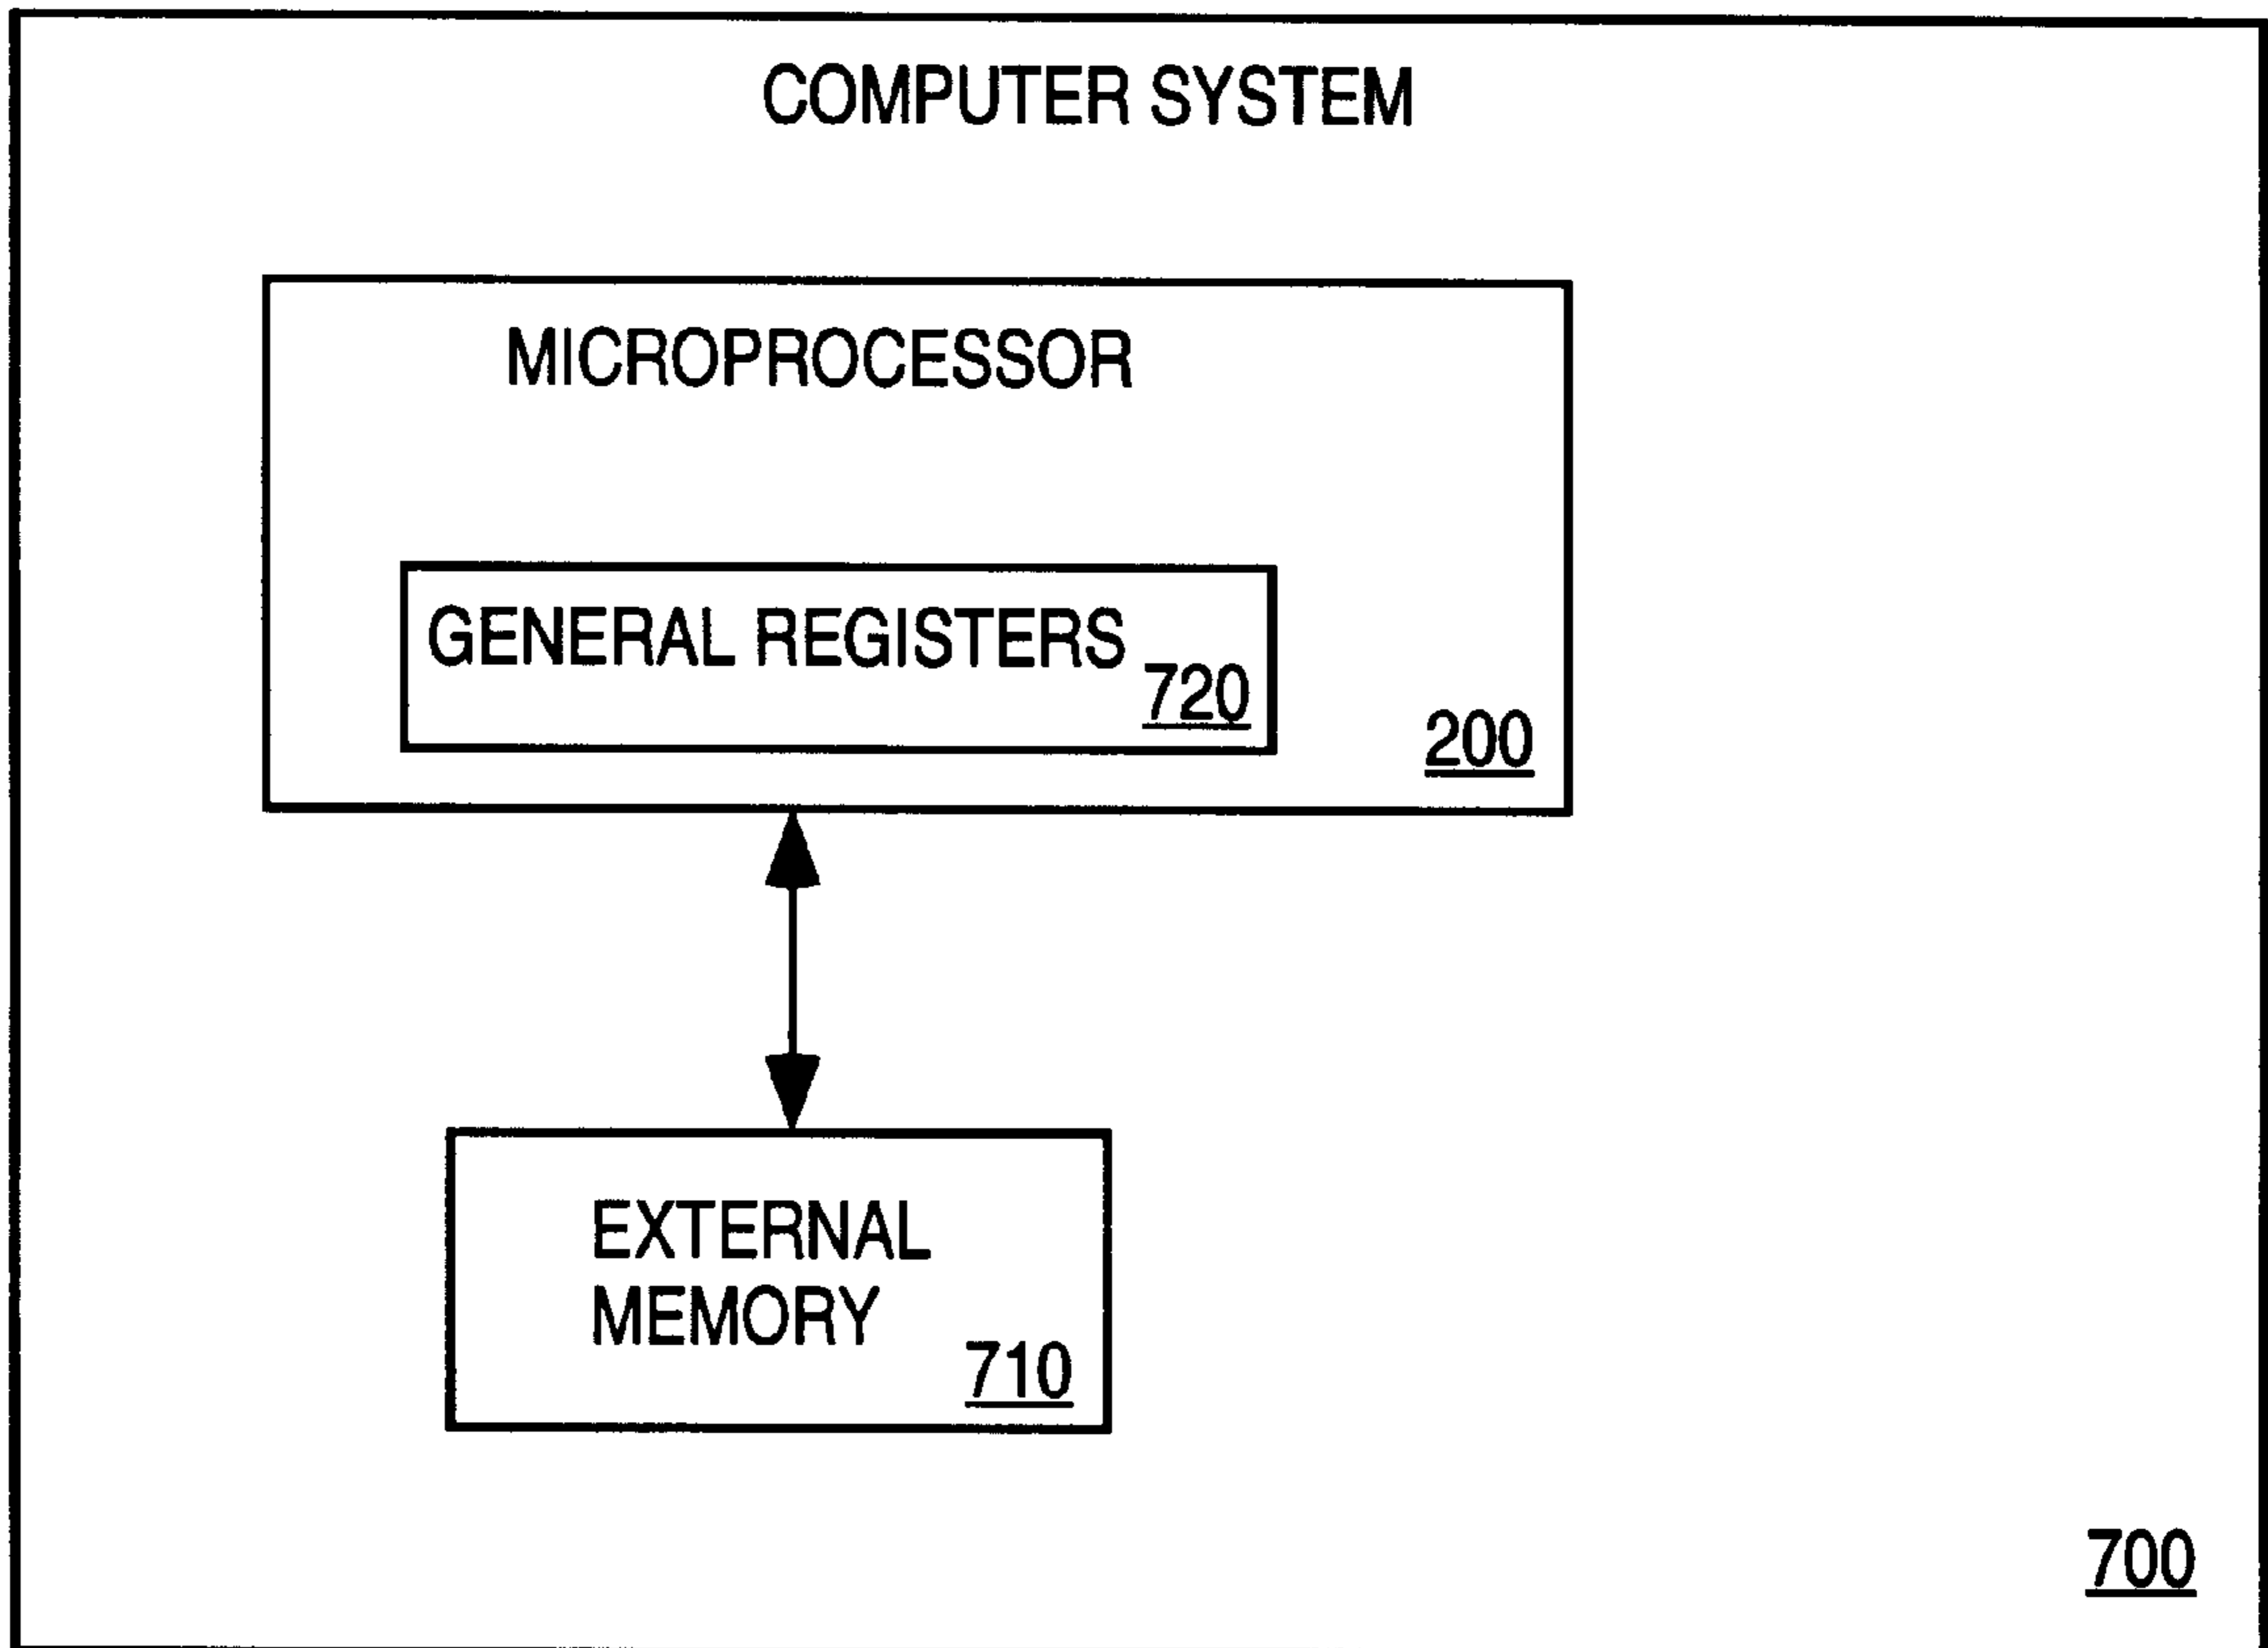 COMPUTER SYSTEM
MICROPROCESSOR
GENERAL REGISTERS
720
200
EXTERNAL
MEMORY
710
700